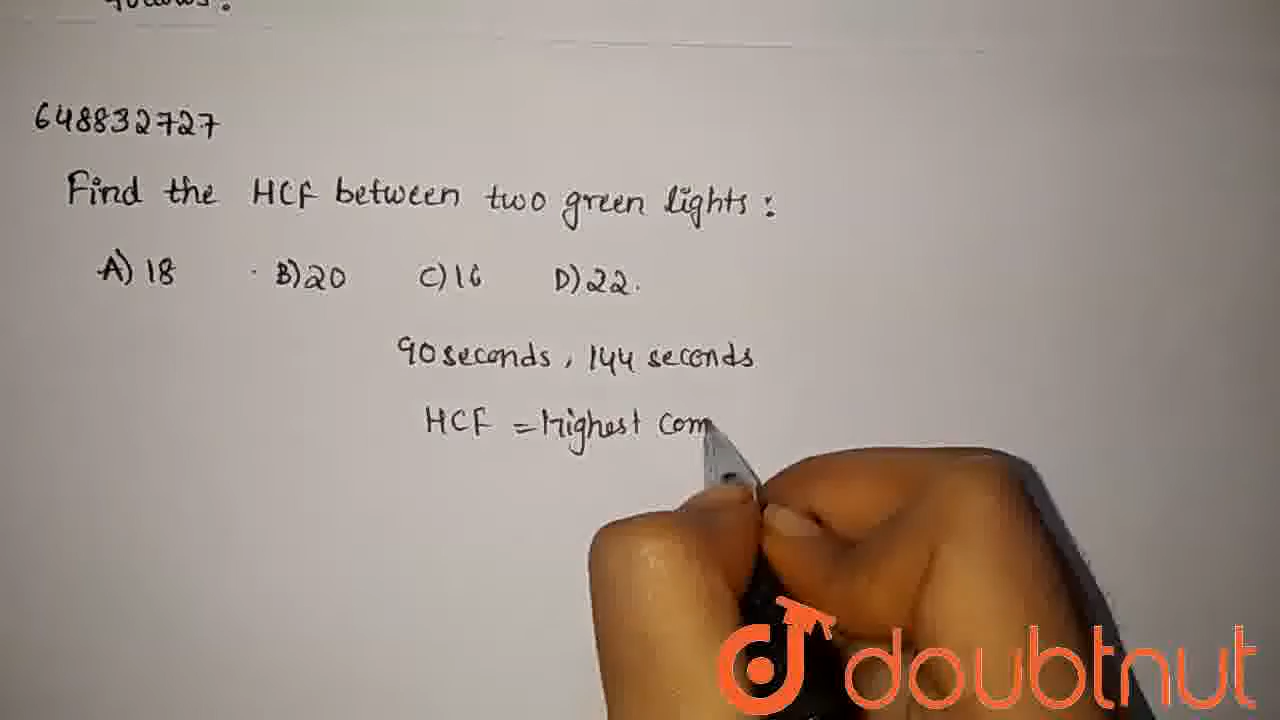 648832727
Find the HCF between two green lights :
A) 18 B) 20 C) 16 D) 22.
90 seconds, 144 seconds
HCF = Highest com
doubtnut